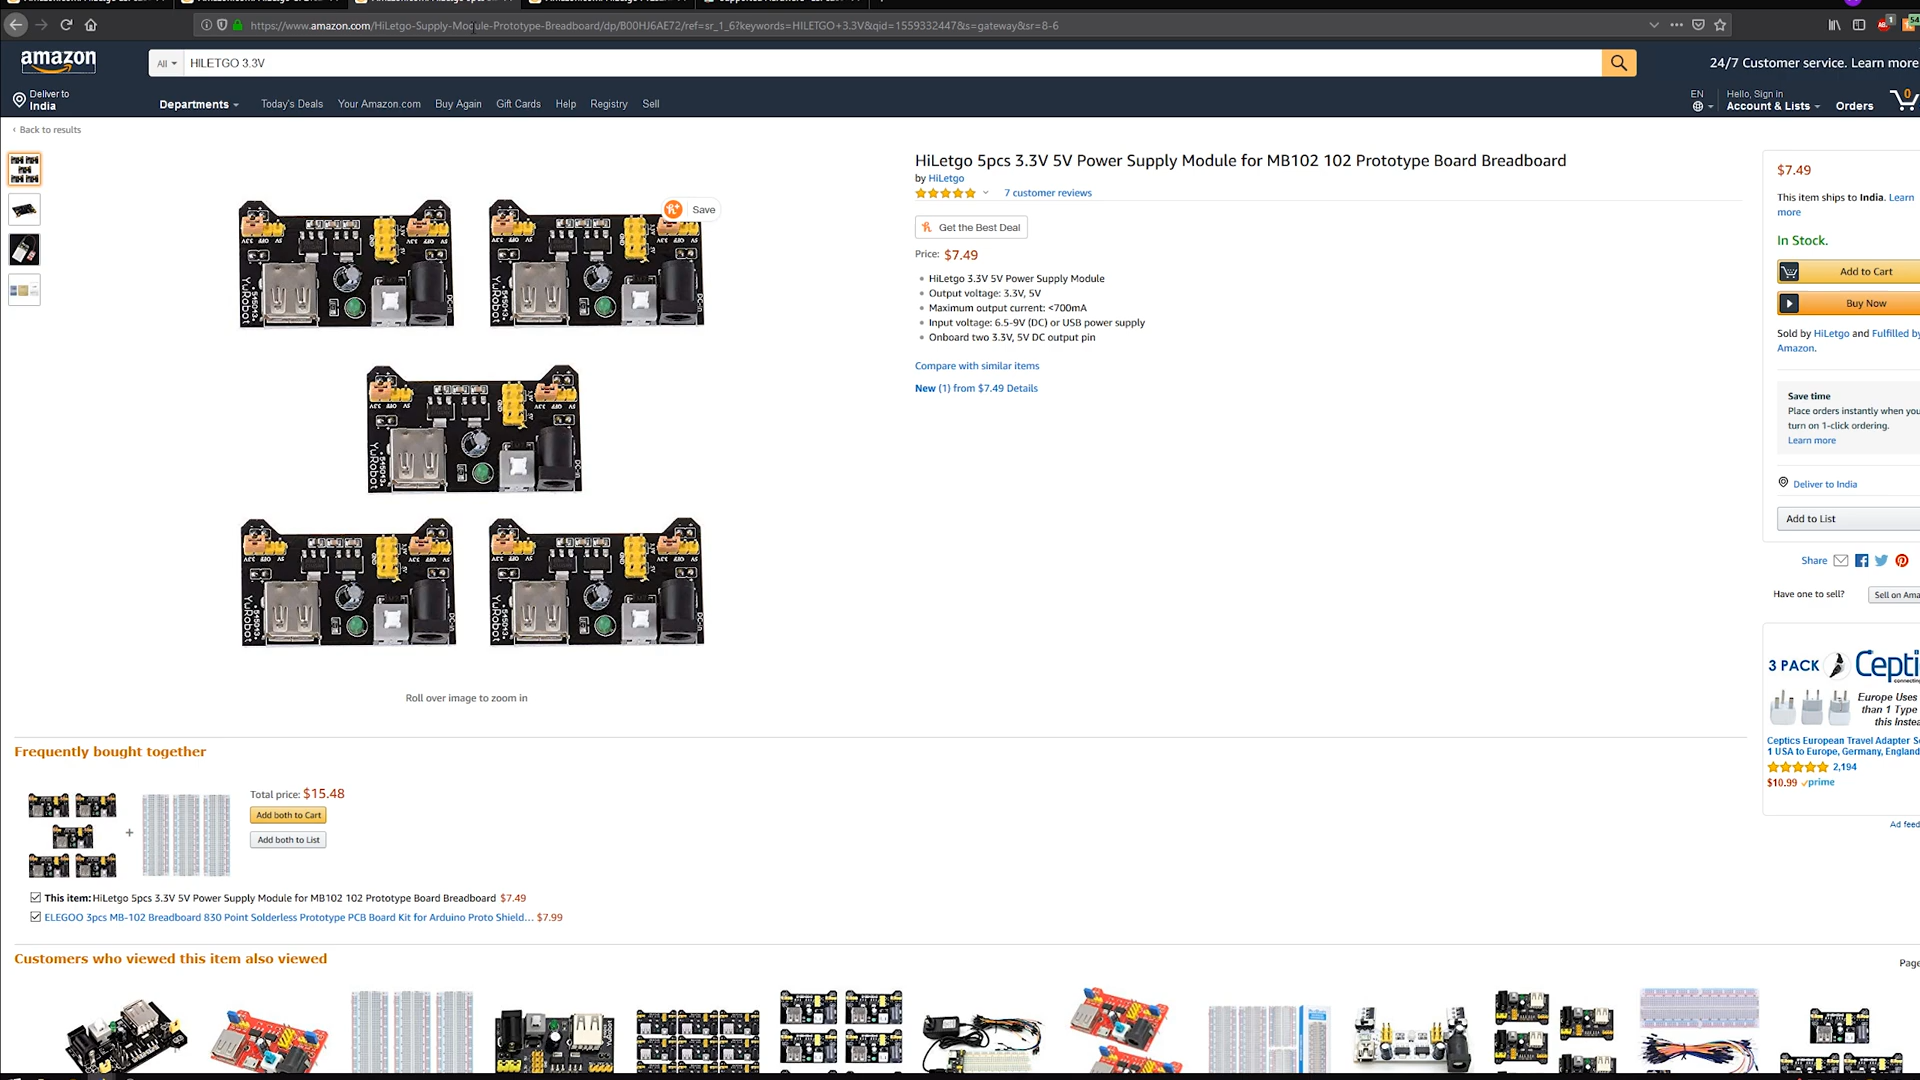 https://www.amazon.com/HiLetgo-Supply-Module-Prototype-Breadboard/dp/B00HJ6AE72/ref=sr_1_6?keywords=HILETGO+3.3V&qid=1559332447&s=gateway&sr=8-6
amazon
All
HILETGO 3.3V
24/7 Customer service. Learn more
Deliver to
India
Departments
Today's Deals
Your Amazon.com
Buy Again
Gift Cards
Help
Registry
Sell
EN
Hello, Sign in
Account & Lists
Orders
0
‹ Back to results
Save
HiLetgo 5pcs 3.3V 5V Power Supply Module for MB102 102 Prototype Board Breadboard
by HiLetgo
7 customer reviews
Get the Best Deal
Price: $7.49
HiLetgo 3.3V 5V Power Supply Module
Output voltage: 3.3V, 5V
Maximum output current: <700mA
Input voltage: 6.5-9V (DC) or USB power supply
Onboard two 3.3V, 5V DC output pin
Compare with similar items
New (1) from $7.49 Details
$7.49
This item ships to India. Learn
more
In Stock.
Add to Cart
Buy Now
Sold by HiLetgo and Fulfilled by
Amazon.
Save time
Place orders instantly when you
turn on 1-click ordering.
Learn more
Deliver to India
Add to List
Share
Have one to sell?
Sell on Ama
3 PACK
Cepti
Europe Uses
than 1 Type
this Instea
Ceptics European Travel Adapter S
1 USA to Europe, Germany, England
2,194
$10.99 prime
Ad feed
Roll over image to zoom in
Frequently bought together
Total price: $15.48
Add both to Cart
Add both to List
+
This item: HiLetgo 5pcs 3.3V 5V Power Supply Module for MB102 102 Prototype Board Breadboard $7.49
ELEGOO 3pcs MB-102 Breadboard 830 Point Solderless Prototype PCB Board Kit for Arduino Proto Shield... $7.99
Customers who viewed this item also viewed
Page